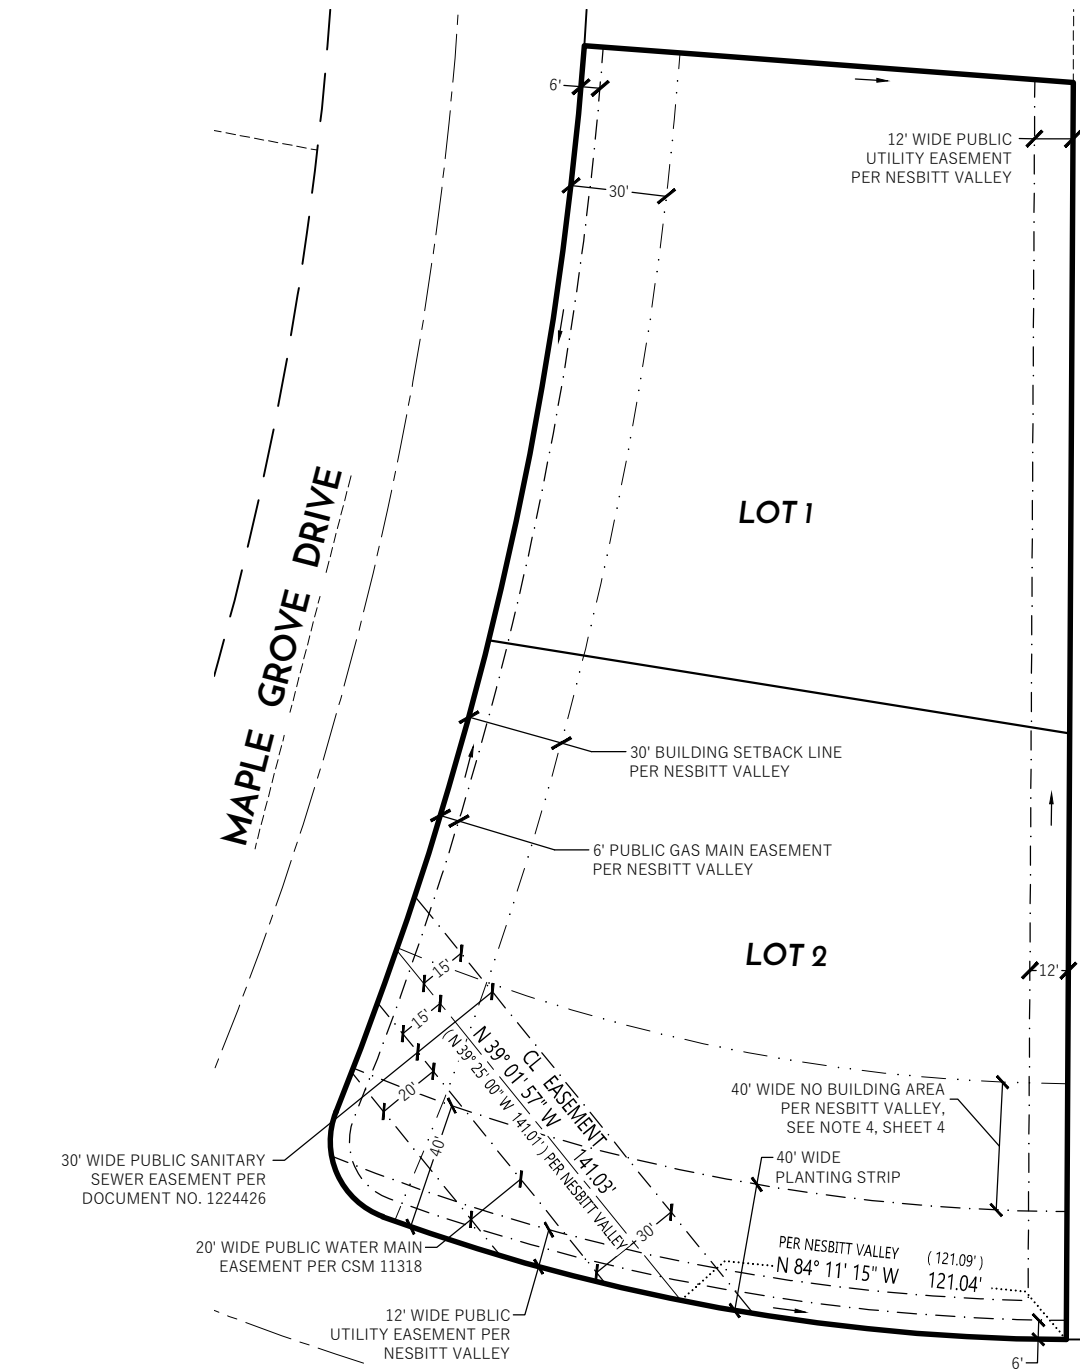 6'
12' WIDE PUBLIC
UTILITY EASEMENT
PER NESBITT VALLEY
30'
LOT 1
MAPLE GROVE DRIVE
30' BUILDING SETBACK LINE
PER NESBITT VALLEY
6' PUBLIC GAS MAIN EASEMENT
PER NESBITT VALLEY
LOT 2
12'
15'
15'
20'
40'
CL EASEMENT
N 39° 01' 57" W 141.03'
(N 39° 25' 00" W 141.01') PER NESBITT VALLEY
30'
40' WIDE NO BUILDING AREA
PER NESBITT VALLEY,
SEE NOTE 4, SHEET 4
40' WIDE
PLANTING STRIP
30' WIDE PUBLIC SANITARY
SEWER EASEMENT PER
DOCUMENT NO. 1224426
20' WIDE PUBLIC WATER MAIN
EASEMENT PER CSM 11318
PER NESBITT VALLEY (121.09')
N 84° 11' 15" W 121.04'
12' WIDE PUBLIC
UTILITY EASEMENT PER
NESBITT VALLEY
6'